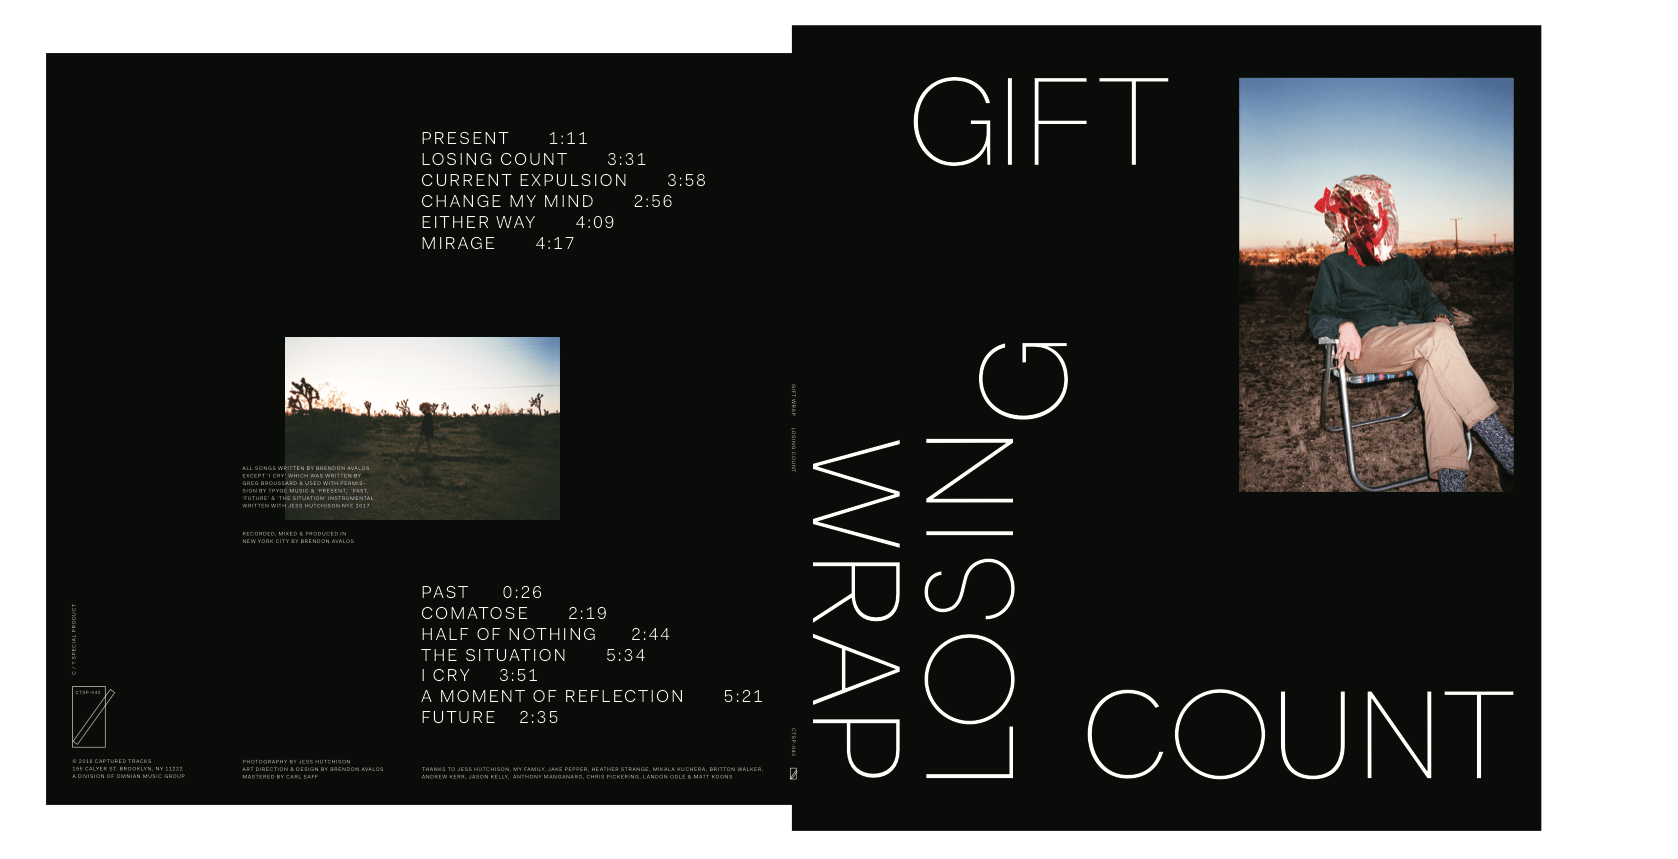 PRESENT 1:11
LOSING COUNT 3:31
CURRENT EXPULSION 3:58
CHANGE MY MIND 2:56
EITHER WAY 4:09
MIRAGE 4:17
ALL SONGS WRITTEN BY BRENDON AVALOS
EXCEPT 'I CRY' WHICH WAS WRITTEN BY
GREG BROUSSARD & USED WITH PERMIS-
SION BY TPYGE MUSIC & 'PRESENT,' 'PAST,'
'FUTURE' & 'THE SITUATION' INSTRUMENTAL
WRITTEN WITH JESS HUTCHISON NYE 2017
RECORDED, MIXED & PRODUCED IN
NEW YORK CITY BY BRENDON AVALOS
PAST 0:26
COMATOSE 2:19
HALF OF NOTHING 2:44
THE SITUATION 5:34
I CRY 3:51
A MOMENT OF REFLECTION 5:21
FUTURE 2:35
C / T SPECIAL PRODUCT
CTSP-043
© 2018 CAPTURED TRACKS
195 CALYER ST. BROOKLYN, NY 11222
A DIVISION OF OMNIAN MUSIC GROUP
PHOTOGRAPHY BY JESS HUTCHISON
ART DIRECTION & DESIGN BY BRENDON AVALOS
MASTERED BY CARL SAFF
THANKS TO JESS HUTCHISON, MY FAMILY, JAKE PEPPER, HEATHER STRANGE, MIKALA KUCHERA, BRITTON WALKER,
ANDREW KERR, JASON KELLY, ANTHONY MANGANARO, CHRIS PICKERING, LANDON ODLE & MATT KOONS
GIFT WRAP LOSING COUNT
CTSP-043
GIFT
WRAP
LOSING
COUNT